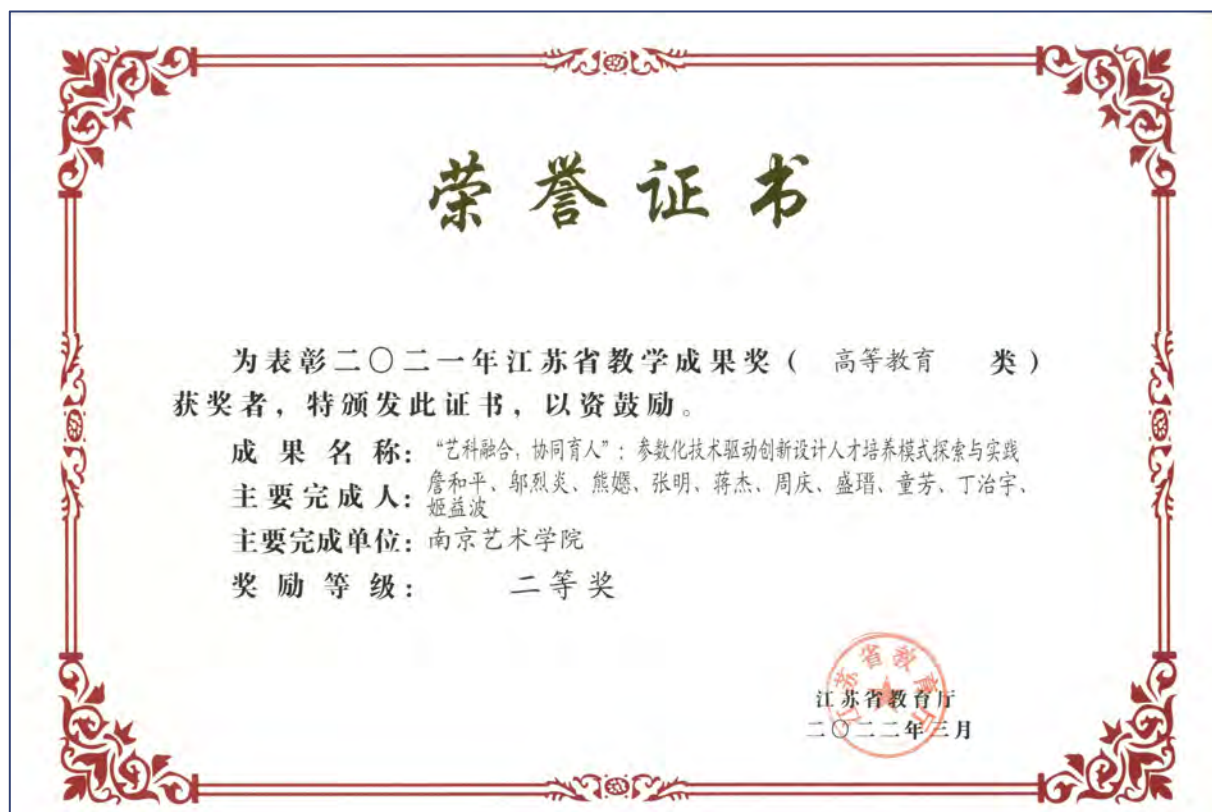 荣誉证书
为表彰二〇二一年江苏省教学成果奖（ 高等教育 类）
获奖者，特颁发此证书，以资鼓励。
成果名称：“艺科融合，协同育人”：参数化技术驱动创新设计人才培养模式探索与实践
主要完成人：詹和平、邬烈炎、熊嫕、张明、蒋杰、周庆、盛瑨、童芳、丁治宇、
姬益波
主要完成单位：南京艺术学院
奖励等级： 二等奖
江苏省教育厅
江苏省教育厅
二〇二二年三月